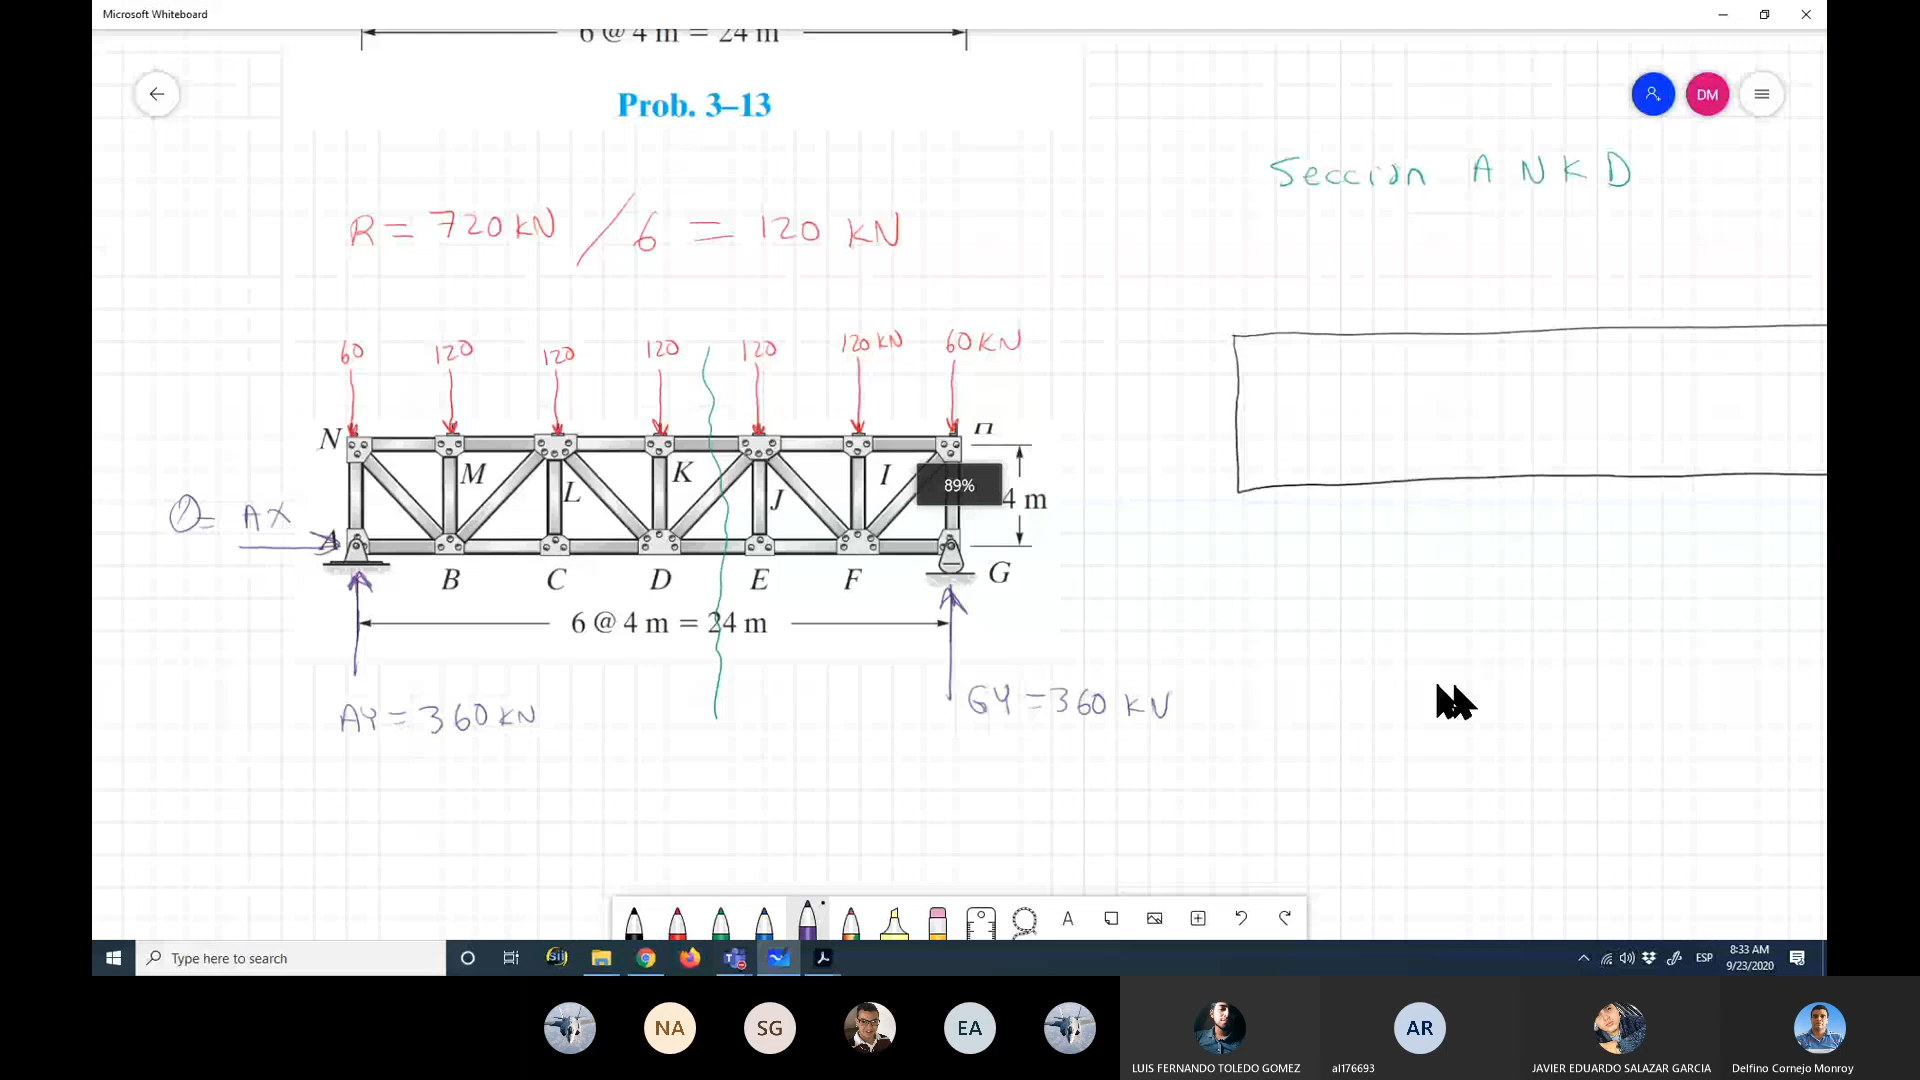 Microsoft Whiteboard
6 @ 4 m = 24 m
Prob. 3–13
DM
Seccion A N K D
R = 720 KN / 6 = 120 KN
60 120 120 120 120 120 KN 60 KN
N M L K J I H
89%
4 m
0 = AX
A B C D E F G
6 @ 4 m = 24 m
AY = 360 KN
GY = 360 KN
A
Type here to search
sii
ESP
8:33 AM
9/23/2020
NA
SG
EA
AR
LUIS FERNANDO TOLEDO GOMEZ
al176693
JAVIER EDUARDO SALAZAR GARCIA
Delfino Cornejo Monroy